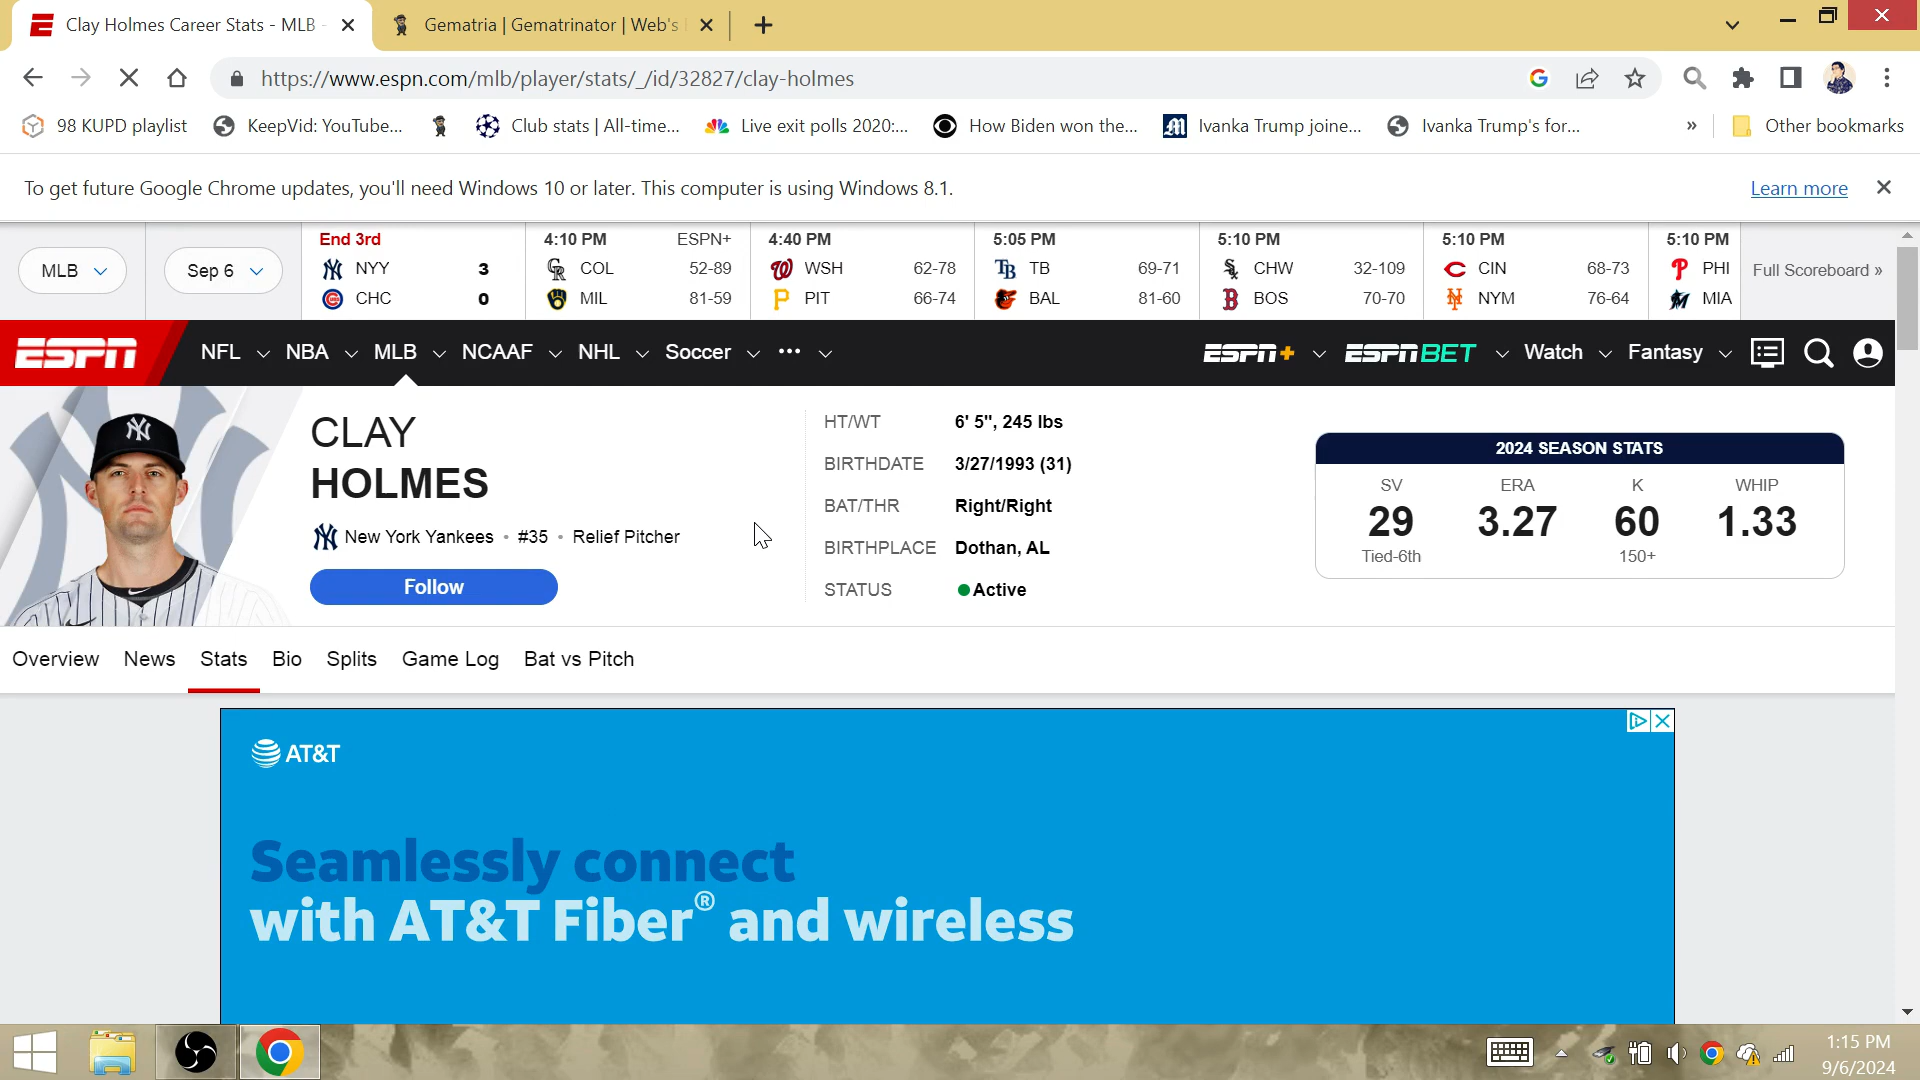 Clay Holmes Career Stats - MLB -
Gematria | Gematrinator | Web's
https://www.espn.com/mlb/player/stats/_/id/32827/clay-holmes
98 KUPD playlist KeepVid: YouTube... Club stats | All-time... Live exit polls 2020:... How Biden won the... Ivanka Trump joine... Ivanka Trump's for... » Other bookmarks
To get future Google Chrome updates, you'll need Windows 10 or later. This computer is using Windows 8.1. Learn more
MLB Sep 6
End 3rd
NYY 3
CHC 0
4:10 PM ESPN+
COL 52-89
MIL 81-59
4:40 PM
WSH 62-78
PIT 66-74
5:05 PM
TB 69-71
BAL 81-60
5:10 PM
CHW 32-109
BOS 70-70
5:10 PM
CIN 68-73
NYM 76-64
5:10 PM
PHI
MIA
Full Scoreboard »
ESPN NFL NBA MLB NCAAF NHL Soccer ••• ESPN+ ESPN BET Watch Fantasy
CLAY
HOLMES
New York Yankees • #35 • Relief Pitcher
Follow
HT/WT 6' 5", 245 lbs
BIRTHDATE 3/27/1993 (31)
BAT/THR Right/Right
BIRTHPLACE Dothan, AL
STATUS Active
2024 SEASON STATS
SV ERA K WHIP
29 3.27 60 1.33
Tied-6th 150+
Overview News Stats Bio Splits Game Log Bat vs Pitch
AT&T
Seamlessly connect
with AT&T Fiber® and wireless
1:15 PM
9/6/2024